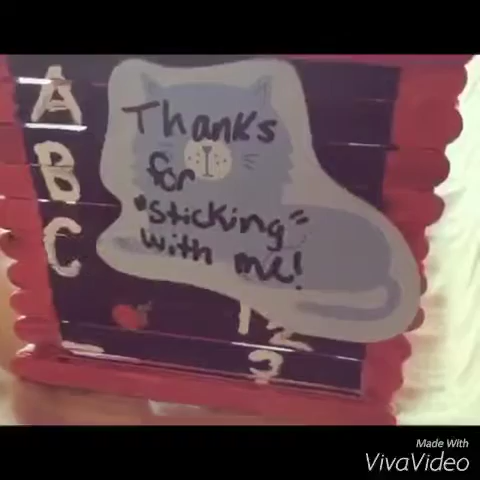 A
B
C
Thanks
for
"sticking"
with me!
1
2
3
Made With
VivaVideo